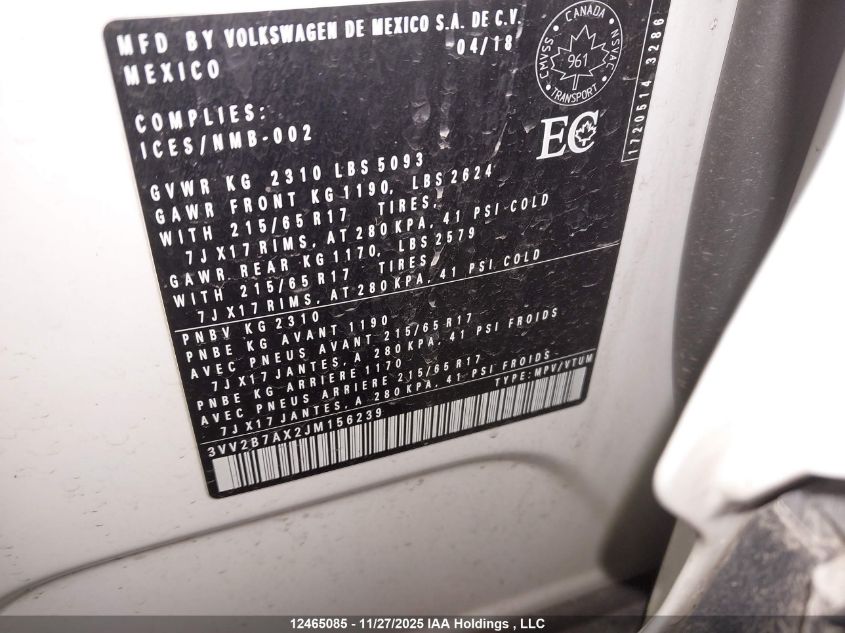 MFD BY VOLKSWAGEN DE MEXICO S.A. DE C.V.
MEXICO 04/18
CANADA
CMVSS
961
NSVAC
TRANSPORT
EC
1720514 3286
COMPLIES:
ICES/NMB-002
GVWR KG 2310 LBS 5093
GAWR FRONT KG 1190, LBS 2624
WITH 215/65 R17 TIRES,
7J X17 RIMS, AT 280 KPA, 41 PSI COLD
GAWR REAR KG 1170, LBS 2579
WITH 215/65 R17 TIRES,
7J X17 RIMS, AT 280 KPA, 41 PSI COLD
PNBV KG 2310
PNBE KG AVANT 1190
AVEC PNEUS AVANT 215/65 R17
7J X17 JANTES, A 280 KPA, 41 PSI FROIDS
PNBE KG ARRIERE 1170
AVEC PNEUS ARRIERE 215/65 R17
7J X17 JANTES, A 280 KPA, 41 PSI FROIDS
3VV2B7AX2JM156239 TYPE: MPV/VTUM
12465085 - 11/27/2025 IAA Holdings , LLC